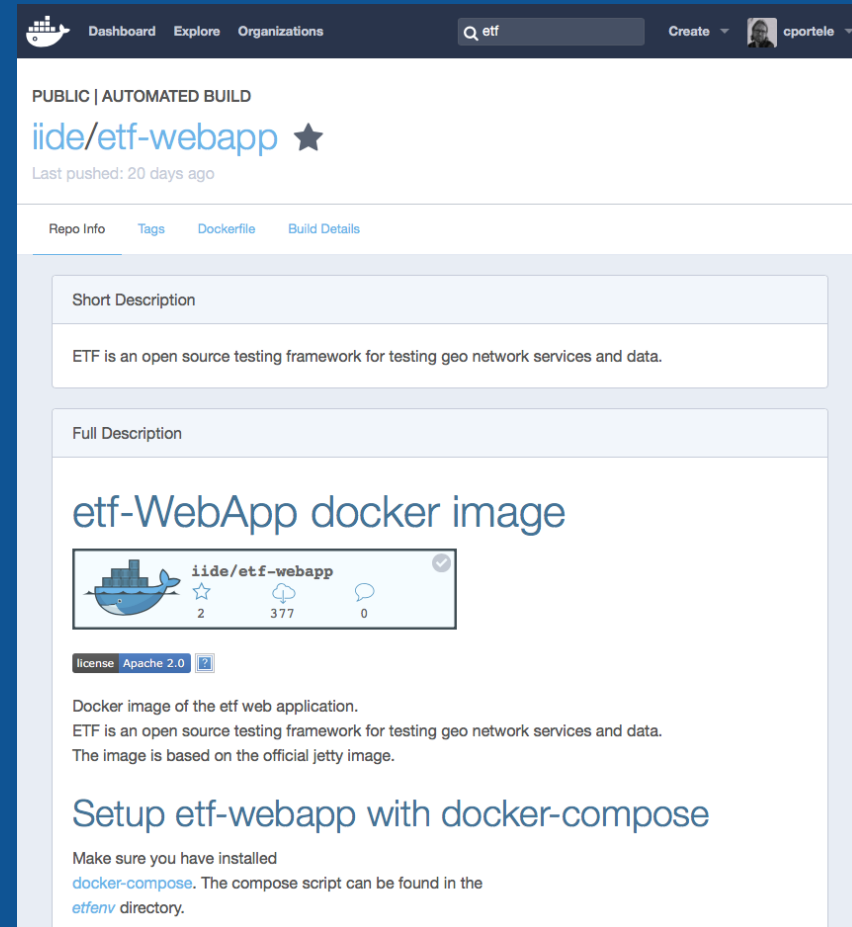 Dashboard Explore Organizations etf Create cportele
PUBLIC | AUTOMATED BUILD
iide/etf-webapp
Last pushed: 20 days ago
Repo Info Tags Dockerfile Build Details
Short Description
ETF is an open source testing framework for testing geo network services and data.
Full Description
etf-WebApp docker image
iide/etf-webapp
2 377 0
license Apache 2.0 ?
Docker image of the etf web application.
ETF is an open source testing framework for testing geo network services and data.
The image is based on the official jetty image.
Setup etf-webapp with docker-compose
Make sure you have installed
docker-compose. The compose script can be found in the
etfenv directory.